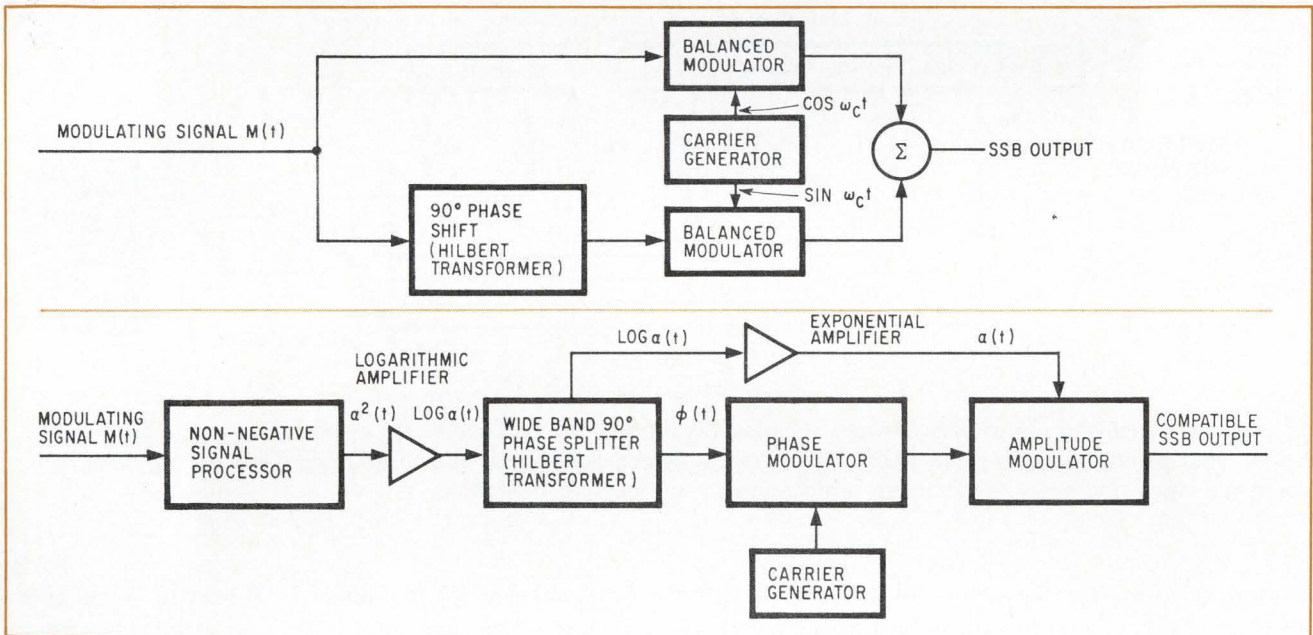 BALANCED
MODULATOR
COS ωct
MODULATING SIGNAL M(t)
CARRIER
GENERATOR
Σ
SSB OUTPUT
SIN ωct
90° PHASE
SHIFT
(HILBERT
TRANSFORMER)
BALANCED
MODULATOR
EXPONENTIAL
AMPLIFIER
LOG α(t)
α(t)
LOGARITHMIC
AMPLIFIER
MODULATING
SIGNAL M(t)
NON-NEGATIVE
SIGNAL
PROCESSOR
α²(t)
LOG α(t)
WIDE BAND 90°
PHASE SPLITTER
(HILBERT
TRANSFORMER)
ϕ(t)
PHASE
MODULATOR
AMPLITUDE
MODULATOR
COMPATIBLE
SSB OUTPUT
CARRIER
GENERATOR